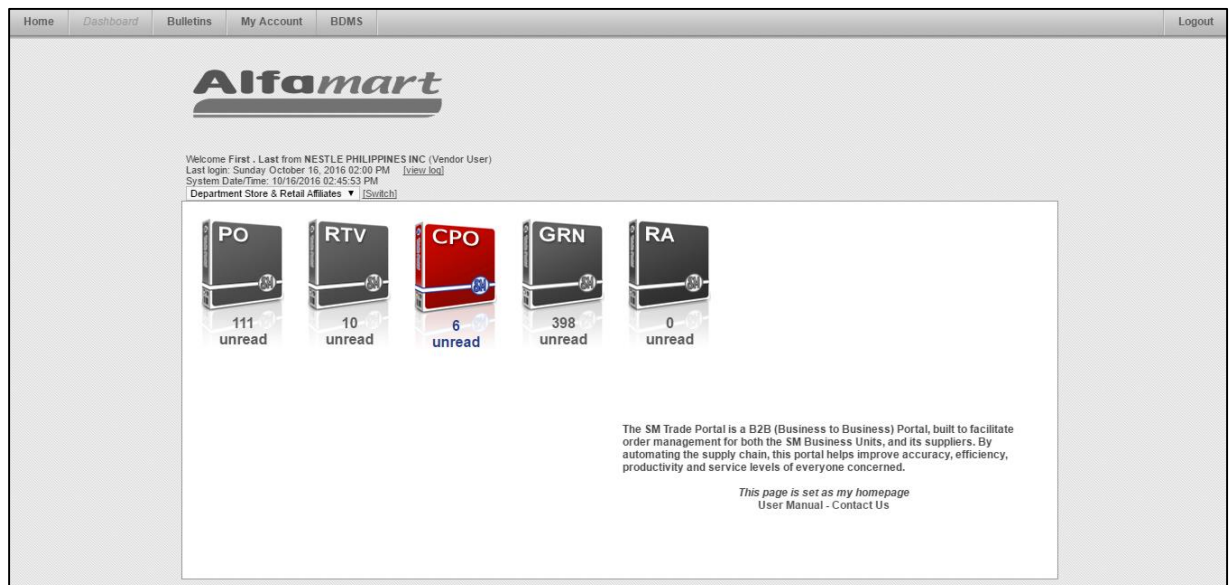 Home Dashboard Bulletins My Account BDMS Logout
Alfamart
Welcome First . Last from NESTLE PHILIPPINES INC (Vendor User)
Last login: Sunday October 16, 2016 02:00 PM [view log]
System Date/Time: 10/16/2016 02:45:53 PM
Department Store & Retail Affiliates ▼ [Switch]
PO RTV CPO GRN RA
SM SM SM SM SM
111 10 6 398 0
unread unread unread unread unread
The SM Trade Portal is a B2B (Business to Business) Portal, built to facilitate
order management for both the SM Business Units, and its suppliers. By
automating the supply chain, this portal helps improve accuracy, efficiency,
productivity and service levels of everyone concerned.
This page is set as my homepage
User Manual - Contact Us